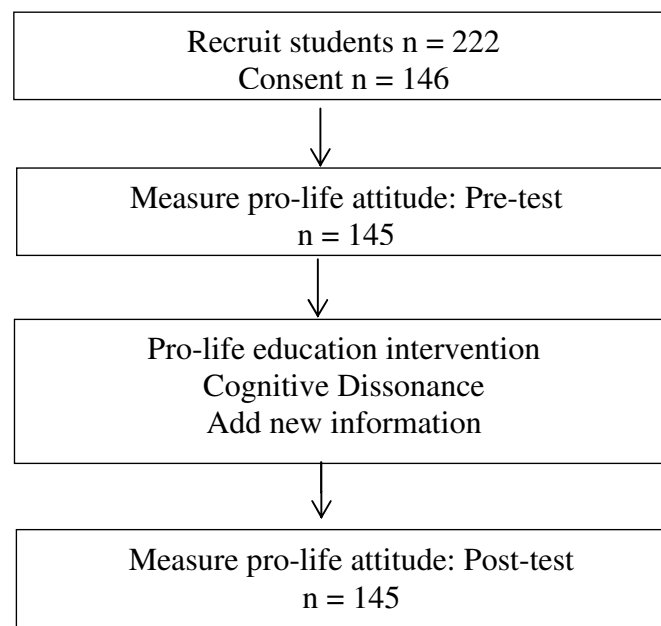 Recruit students n = 222
Consent n = 146
Measure pro-life attitude: Pre-test
n = 145
Pro-life education intervention
Cognitive Dissonance
Add new information
Measure pro-life attitude: Post-test
n = 145